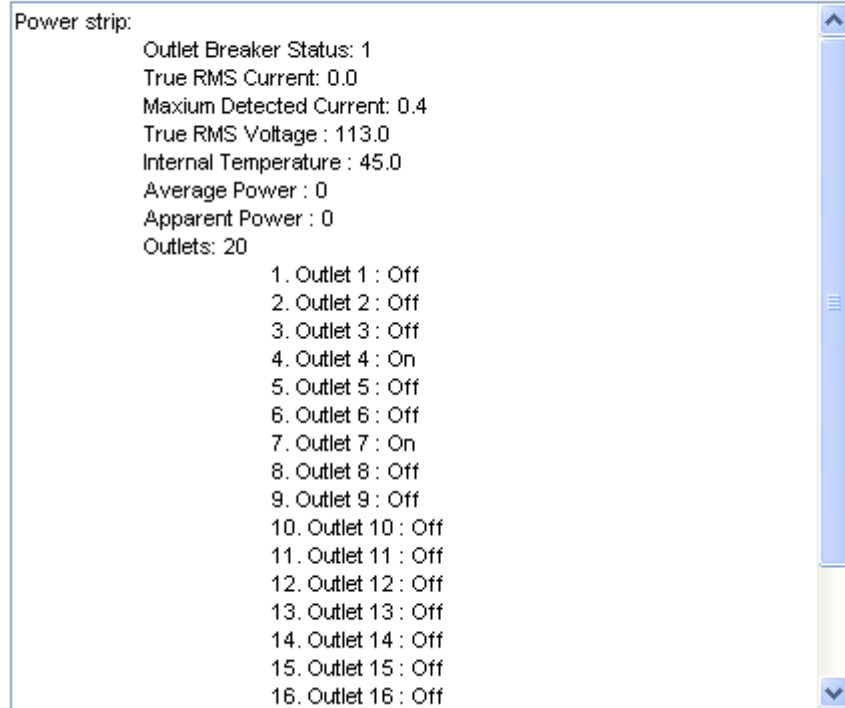 Power strip:
Outlet Breaker Status: 1
True RMS Current: 0.0
Maxium Detected Current: 0.4
True RMS Voltage : 113.0
Internal Temperature : 45.0
Average Power : 0
Apparent Power : 0
Outlets: 20
1. Outlet 1 : Off
2. Outlet 2 : Off
3. Outlet 3 : Off
4. Outlet 4 : On
5. Outlet 5 : Off
6. Outlet 6 : Off
7. Outlet 7 : On
8. Outlet 8 : Off
9. Outlet 9 : Off
10. Outlet 10 : Off
11. Outlet 11 : Off
12. Outlet 12 : Off
13. Outlet 13 : Off
14. Outlet 14 : Off
15. Outlet 15 : Off
16. Outlet 16 : Off